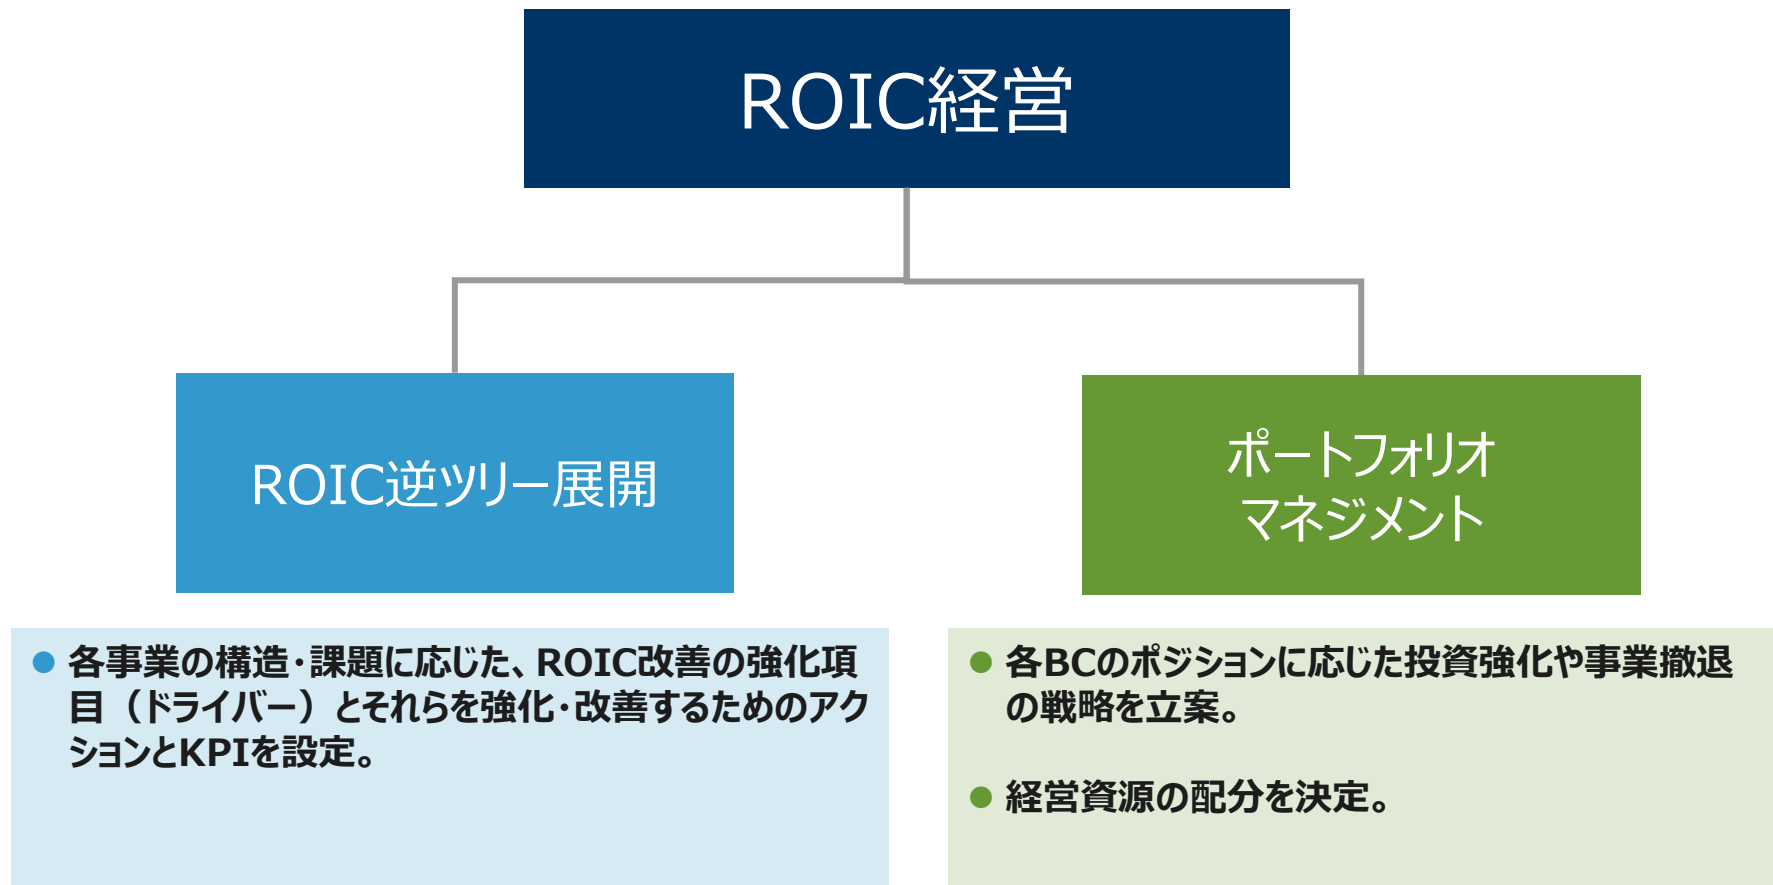 ROIC経営
ROIC逆ツリー展開
ポートフォリオ
マネジメント
● 各事業の構造・課題に応じた、ROIC改善の強化項
目（ドライバー）とそれらを強化・改善するためのアク
ションとKPIを設定。
● 各BCのポジションに応じた投資強化や事業撤退
の戦略を立案。
● 経営資源の配分を決定。